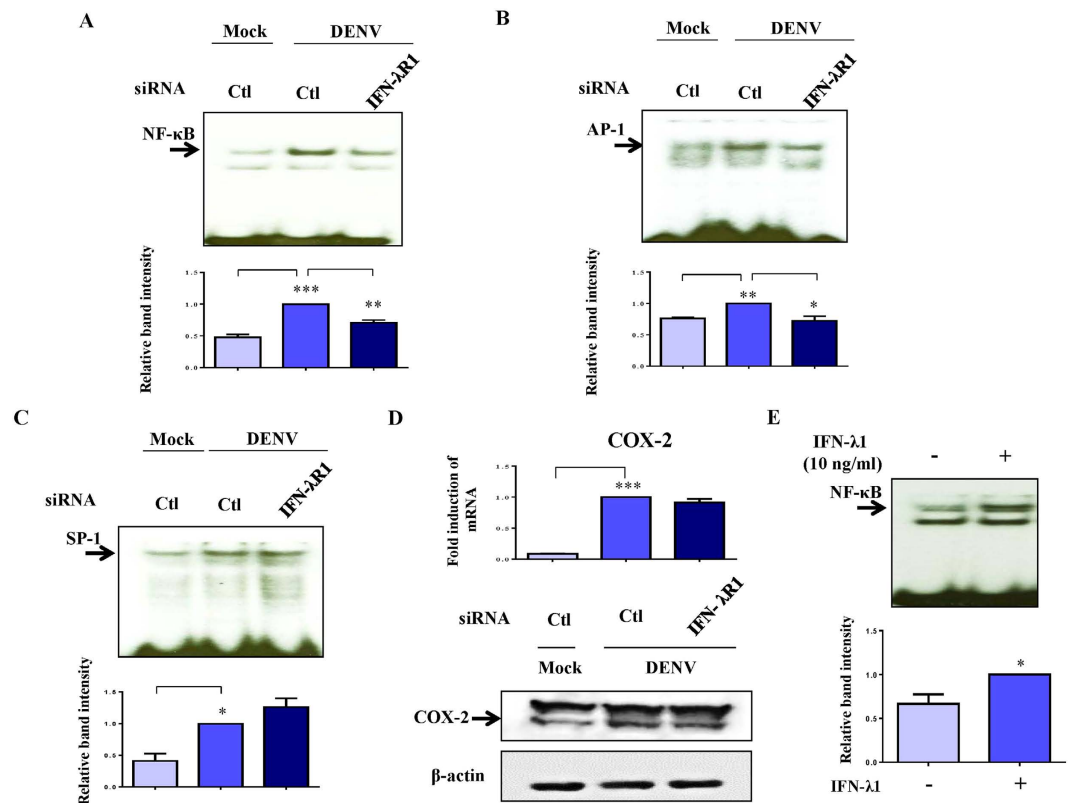 A
Mock DENV
siRNA Ctl Ctl IFN-λR1
NF-κB
Relative band intensity
1.5
1.0
0.5
0.0
***
**
B
Mock DENV
siRNA Ctl Ctl IFN-λR1
AP-1
Relative band intensity
1.5
1.0
0.5
0.0
**
*
C
Mock DENV
siRNA Ctl Ctl IFN-λR1
SP-1
Relative band intensity
1.5
1.0
0.5
0.0
*
D
COX-2
Fold induction of
mRNA
1.5
1.0
0.5
0.0
***
siRNA Ctl Ctl IFN- λR1
Mock DENV
COX-2
β-actin
E
IFN-λ1
(10 ng/ml) - +
NF-κB
Relative band intensity
1.5
1.0
0.5
0.0
*
IFN-λ1 - +